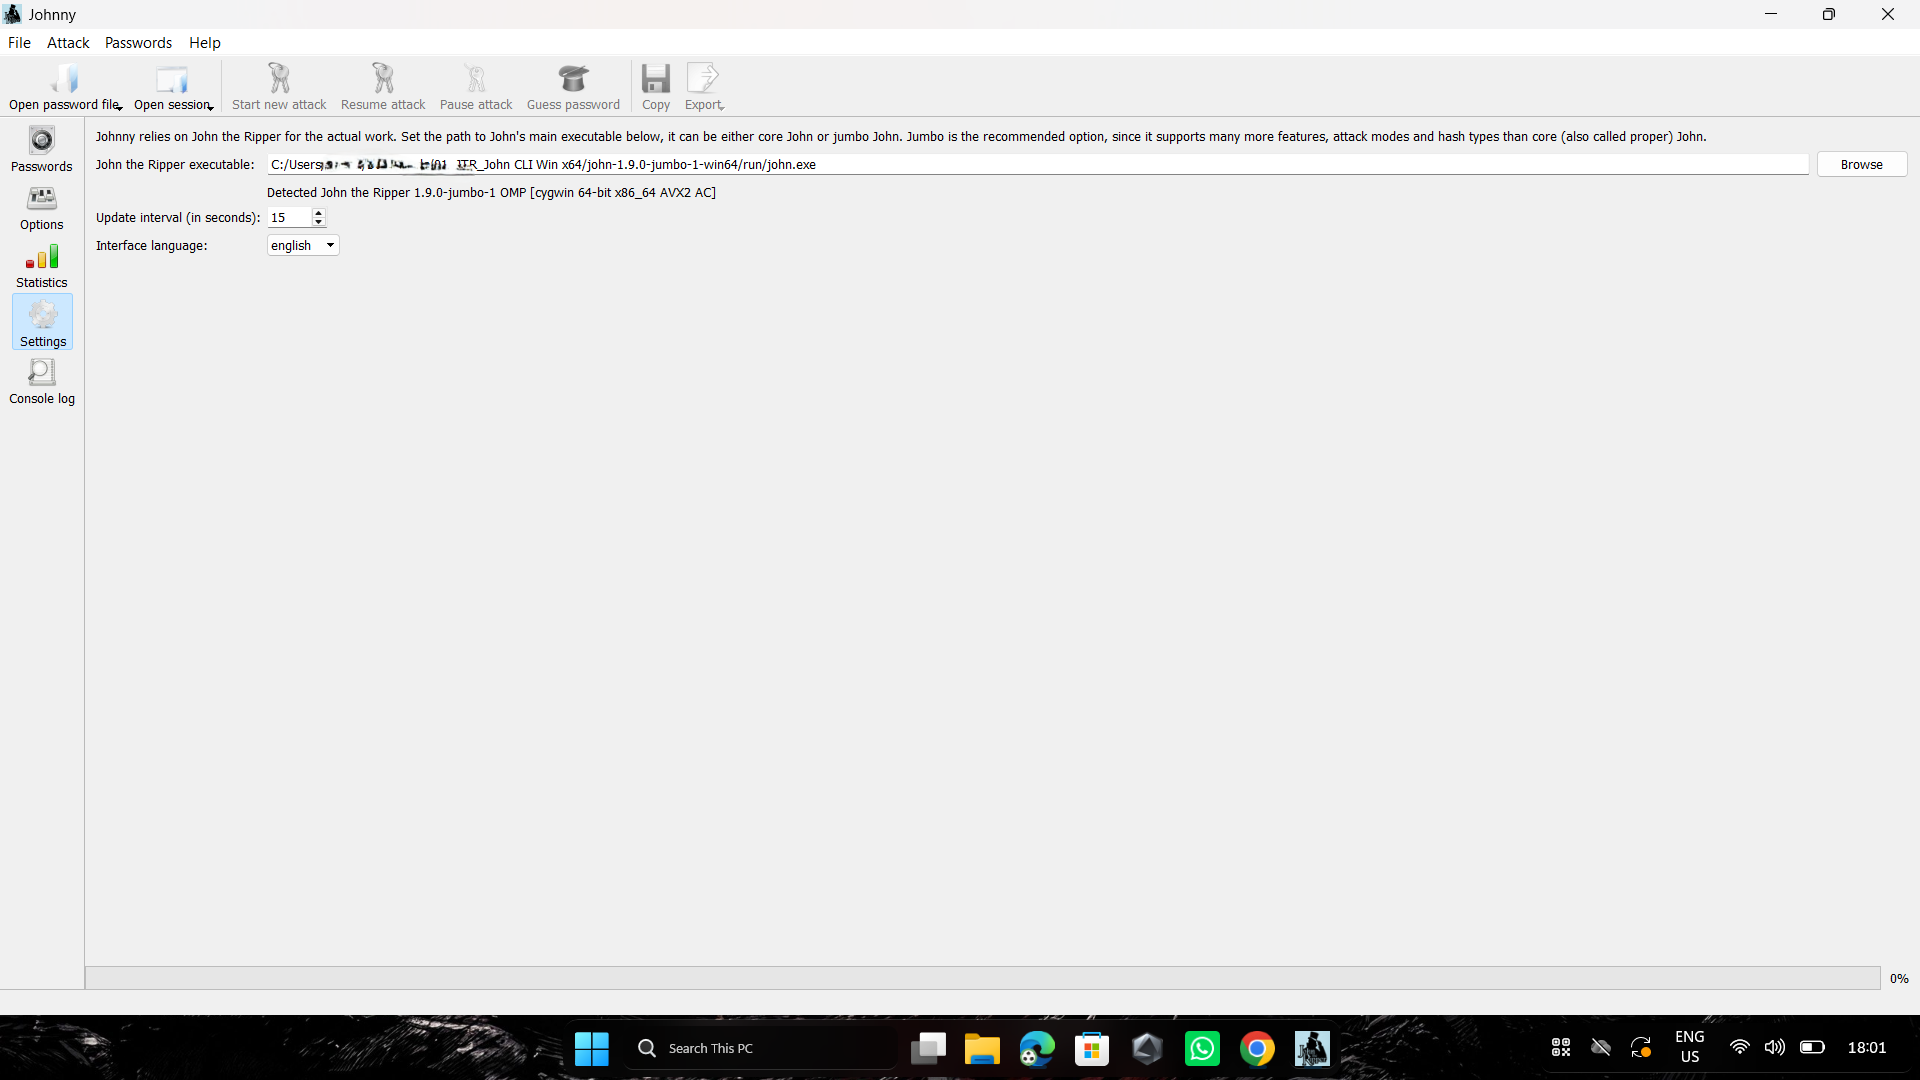 Johnny
File Attack Passwords Help
Open password file Open session Start new attack Resume attack Pause attack Guess password Copy Export
Passwords
Options
Statistics
Settings
Console log
Johnny relies on John the Ripper for the actual work. Set the path to John's main executable below, it can be either core John or jumbo John. Jumbo is the recommended option, since it supports many more features, attack modes and hash types than core (also called proper) John.
John the Ripper executable: C:/Users _John CLI Win x64/john-1.9.0-jumbo-1-win64/run/john.exe Browse
Detected John the Ripper 1.9.0-jumbo-1 OMP [cygwin 64-bit x86_64 AVX2 AC]
Update interval (in seconds): 15
Interface language: english
0%
Search This PC
ENG
US
18:01